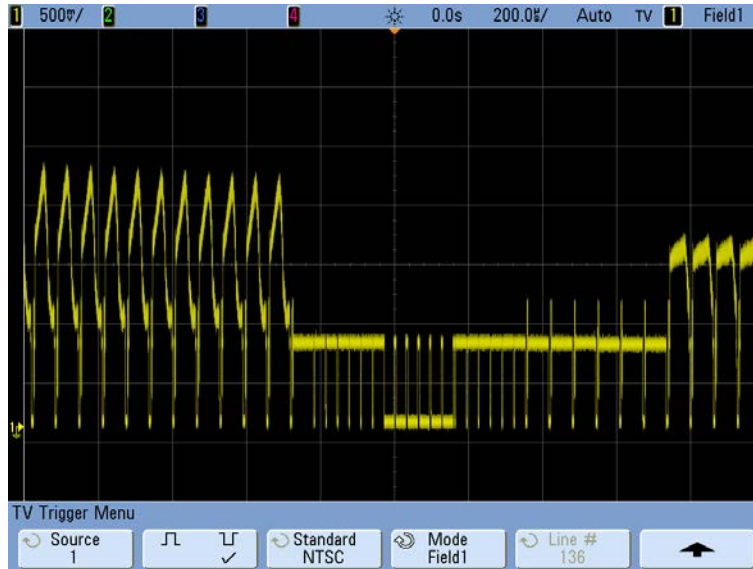 1 500㎷/ 2 3 4 0.0s 200.0㎲/ Auto TV 1 Field1
1
TV Trigger Menu
Source
1
Standard
NTSC
Mode
Field1
Line #
136